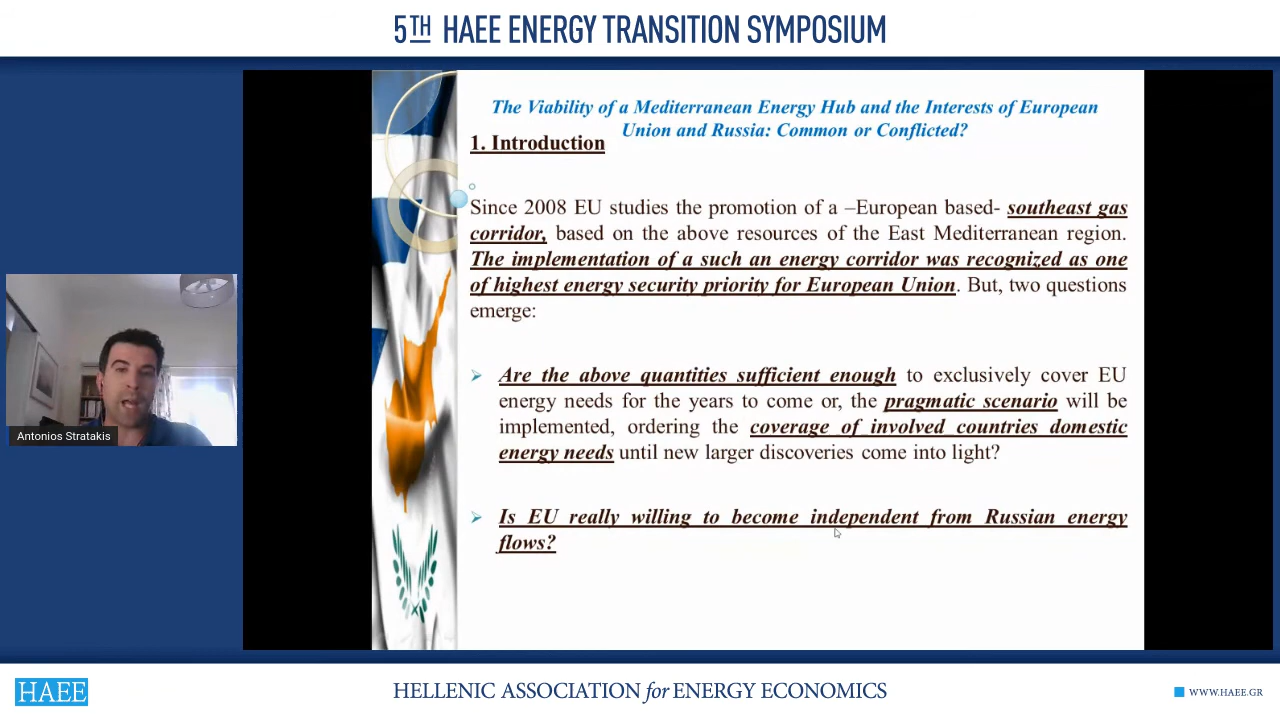 5TH HAEE ENERGY TRANSITION SYMPOSIUM
The Viability of a Mediterranean Energy Hub and the Interests of European
Union and Russia: Common or Conflicted?
1. Introduction
Since 2008 EU studies the promotion of a –European based- southeast gas
corridor, based on the above resources of the East Mediterranean region.
The implementation of a such an energy corridor was recognized as one
of highest energy security priority for European Union. But, two questions
emerge:
Are the above quantities sufficient enough to exclusively cover EU
energy needs for the years to come or, the pragmatic scenario will be
implemented, ordering the coverage of involved countries domestic
energy needs until new larger discoveries come into light?
Is EU really willing to become independent from Russian energy
flows?
Antonios Stratakis
HAEE
HELLENIC ASSOCIATION for ENERGY ECONOMICS
WWW.HAEE.GR